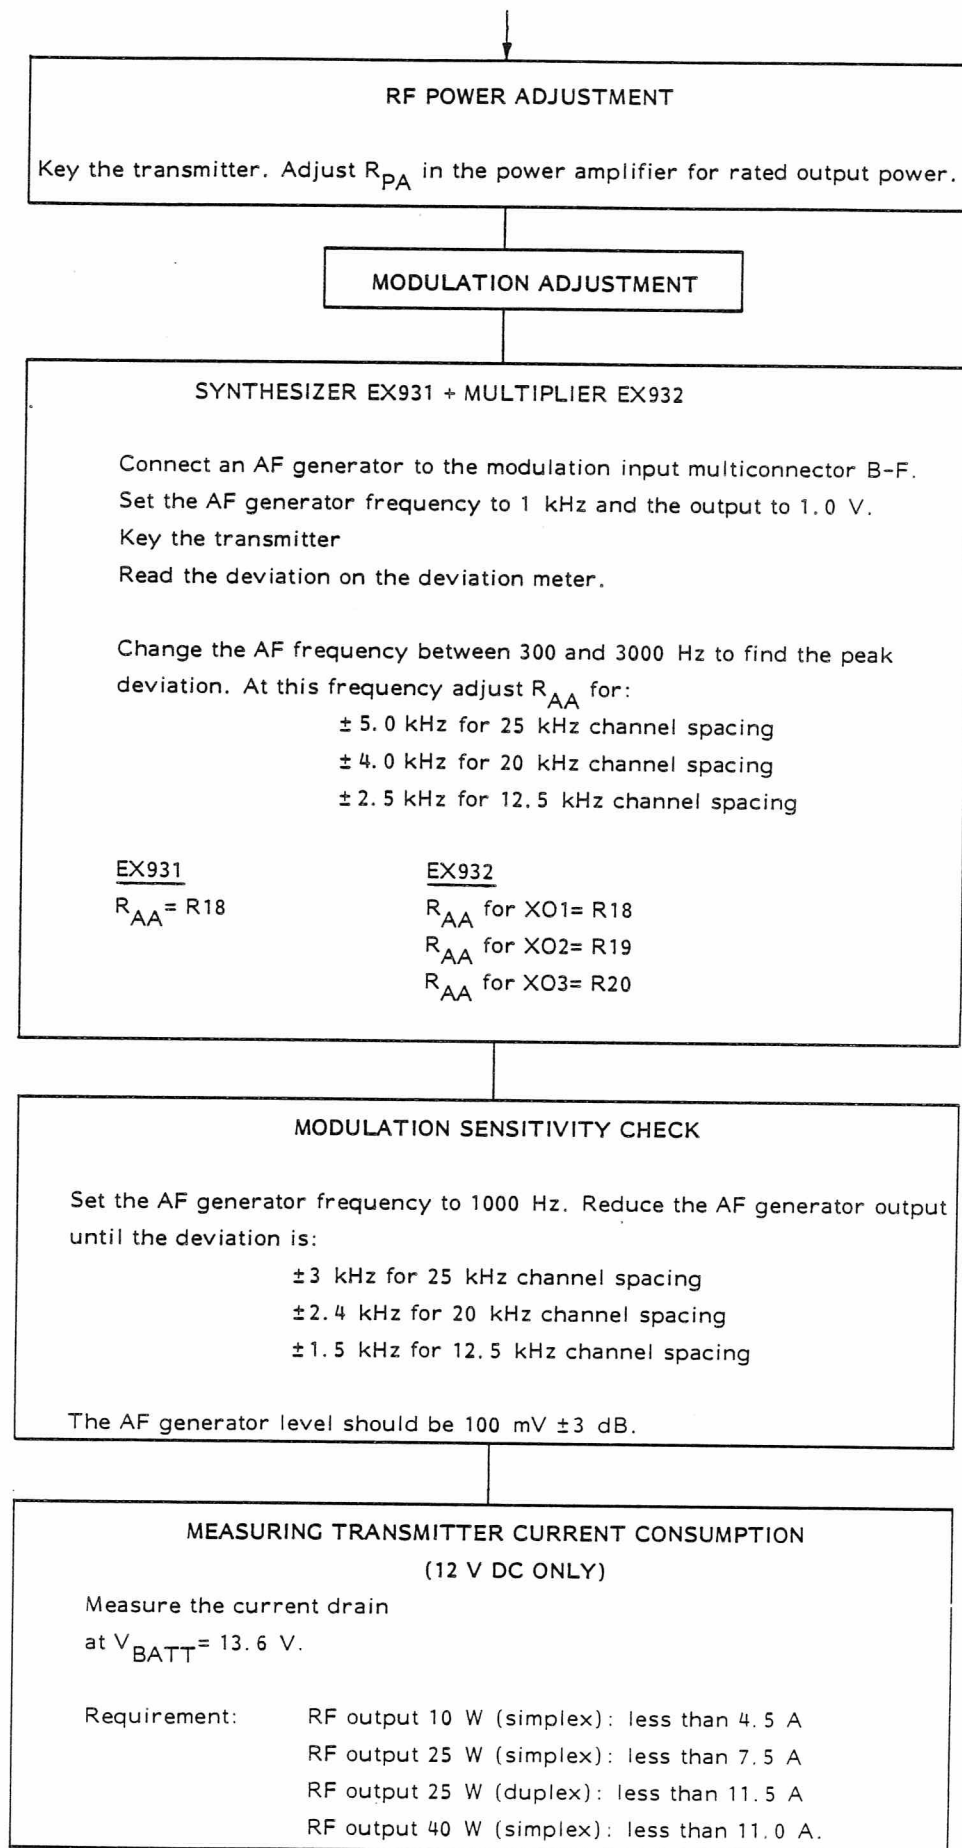 RF POWER ADJUSTMENT
Key the transmitter. Adjust RPA in the power amplifier for rated output power.
MODULATION ADJUSTMENT
SYNTHESIZER EX931 + MULTIPLIER EX932
Connect an AF generator to the modulation input multiconnector B-F.
Set the AF generator frequency to 1 kHz and the output to 1.0 V.
Key the transmitter
Read the deviation on the deviation meter.
Change the AF frequency between 300 and 3000 Hz to find the peak
deviation. At this frequency adjust RAA for:
± 5.0 kHz for 25 kHz channel spacing
± 4.0 kHz for 20 kHz channel spacing
± 2.5 kHz for 12.5 kHz channel spacing
EX931 EX932
RAA= R18 RAA for XO1= R18
RAA for XO2= R19
RAA for XO3= R20
MODULATION SENSITIVITY CHECK
Set the AF generator frequency to 1000 Hz. Reduce the AF generator output
until the deviation is:
±3 kHz for 25 kHz channel spacing
±2.4 kHz for 20 kHz channel spacing
±1.5 kHz for 12.5 kHz channel spacing
The AF generator level should be 100 mV ±3 dB.
MEASURING TRANSMITTER CURRENT CONSUMPTION
(12 V DC ONLY)
Measure the current drain
at VBATT= 13.6 V.
Requirement: RF output 10 W (simplex): less than 4.5 A
RF output 25 W (simplex): less than 7.5 A
RF output 25 W (duplex): less than 11.5 A
RF output 40 W (simplex): less than 11.0 A.